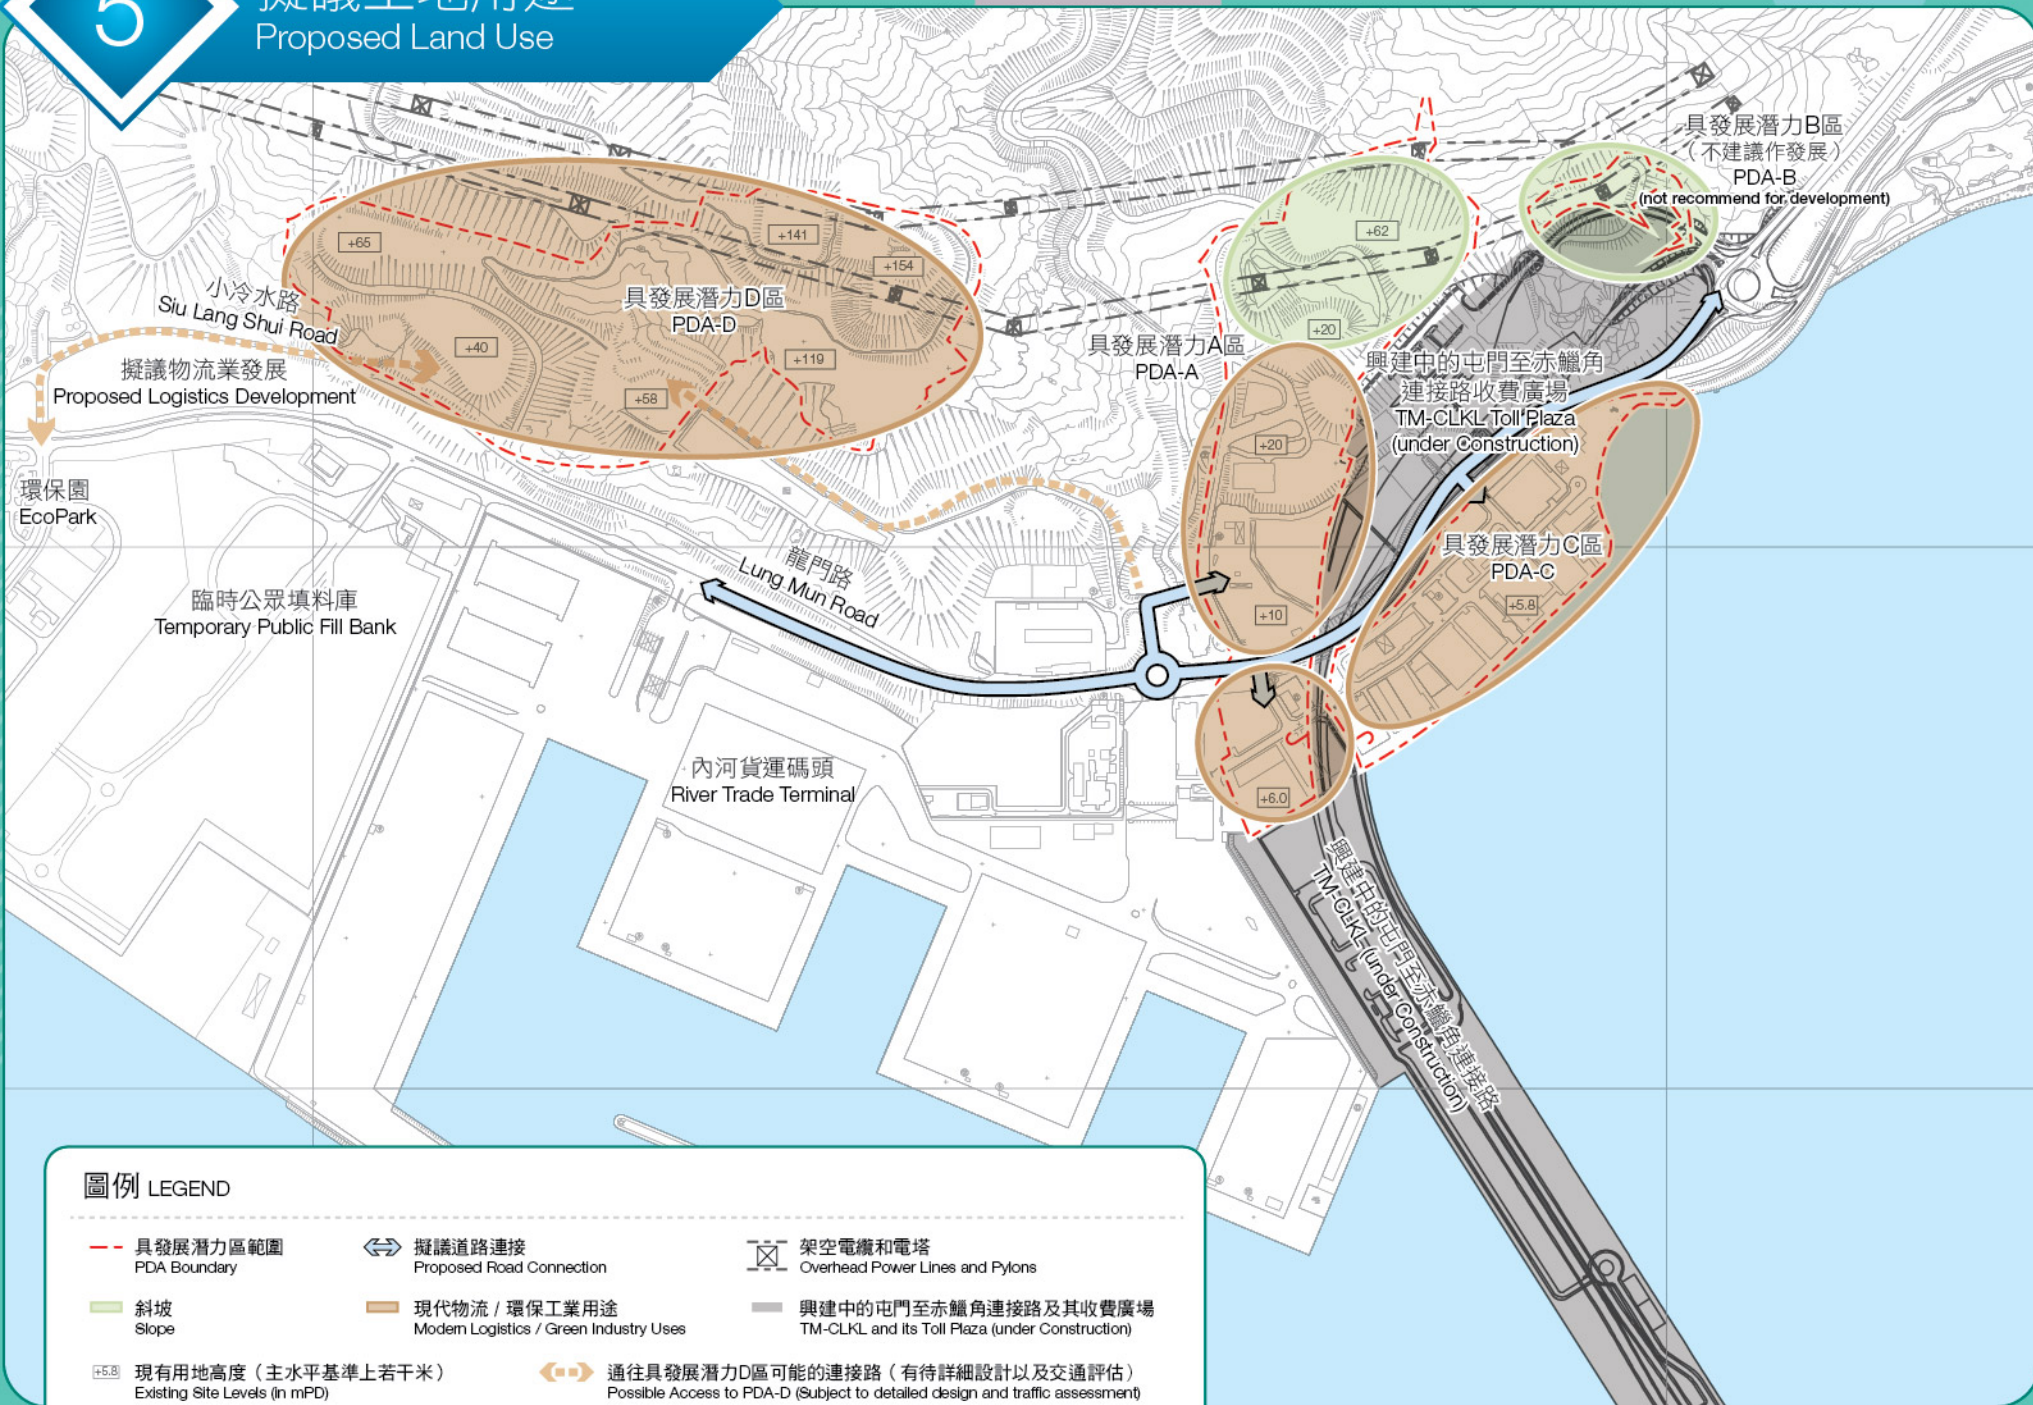 5
擬議土地用途
Proposed Land Use
具發展潛力B區
（不建議作發展）
PDA-B
(not recommend for development)
+65
+141
+154
+62
小冷水路
Siu Lang Shui Road
具發展潛力D區
PDA-D
+40
+119
+58
+20
擬議物流業發展
Proposed Logistics Development
具發展潛力A區
PDA-A
興建中的屯門至赤鱲角
連接路收費廣場
TM-CLKL Toll Plaza
(under Construction)
+20
環保園
EcoPark
龍門路
Lung Mun Road
具發展潛力C區
PDA-C
+5.8
+10
臨時公眾填料庫
Temporary Public Fill Bank
內河貨運碼頭
River Trade Terminal
+6.0
興建中的屯門至赤鱲角連接路
TM-CLKL (under Construction)
圖例 LEGEND
具發展潛力區範圍
PDA Boundary
擬議道路連接
Proposed Road Connection
架空電纜和電塔
Overhead Power Lines and Pylons
斜坡
Slope
現代物流 / 環保工業用途
Modern Logistics / Green Industry Uses
興建中的屯門至赤鱲角連接路及其收費廣場
TM-CLKL and its Toll Plaza (under Construction)
+5.8
現有用地高度（主水平基準上若干米）
Existing Site Levels (in mPD)
通往具發展潛力D區可能的連接路（有待詳細設計以及交通評估）
Possible Access to PDA-D (Subject to detailed design and traffic assessment)